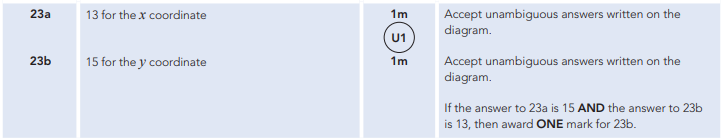 23a 13 for the x coordinate 1m Accept unambiguous answers written on the
diagram.
U1
23b 15 for the y coordinate 1m Accept unambiguous answers written on the
diagram.
If the answer to 23a is 15 AND the answer to 23b
is 13, then award ONE mark for 23b.